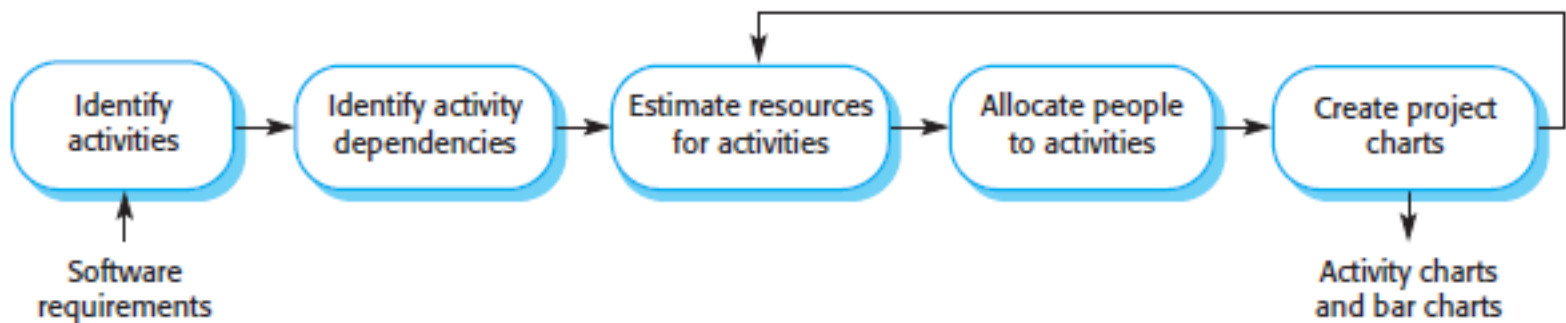 Identify
activities
Identify activity
dependencies
Estimate resources
for activities
Allocate people
to activities
Create project
charts
Software
requirements
Activity charts
and bar charts